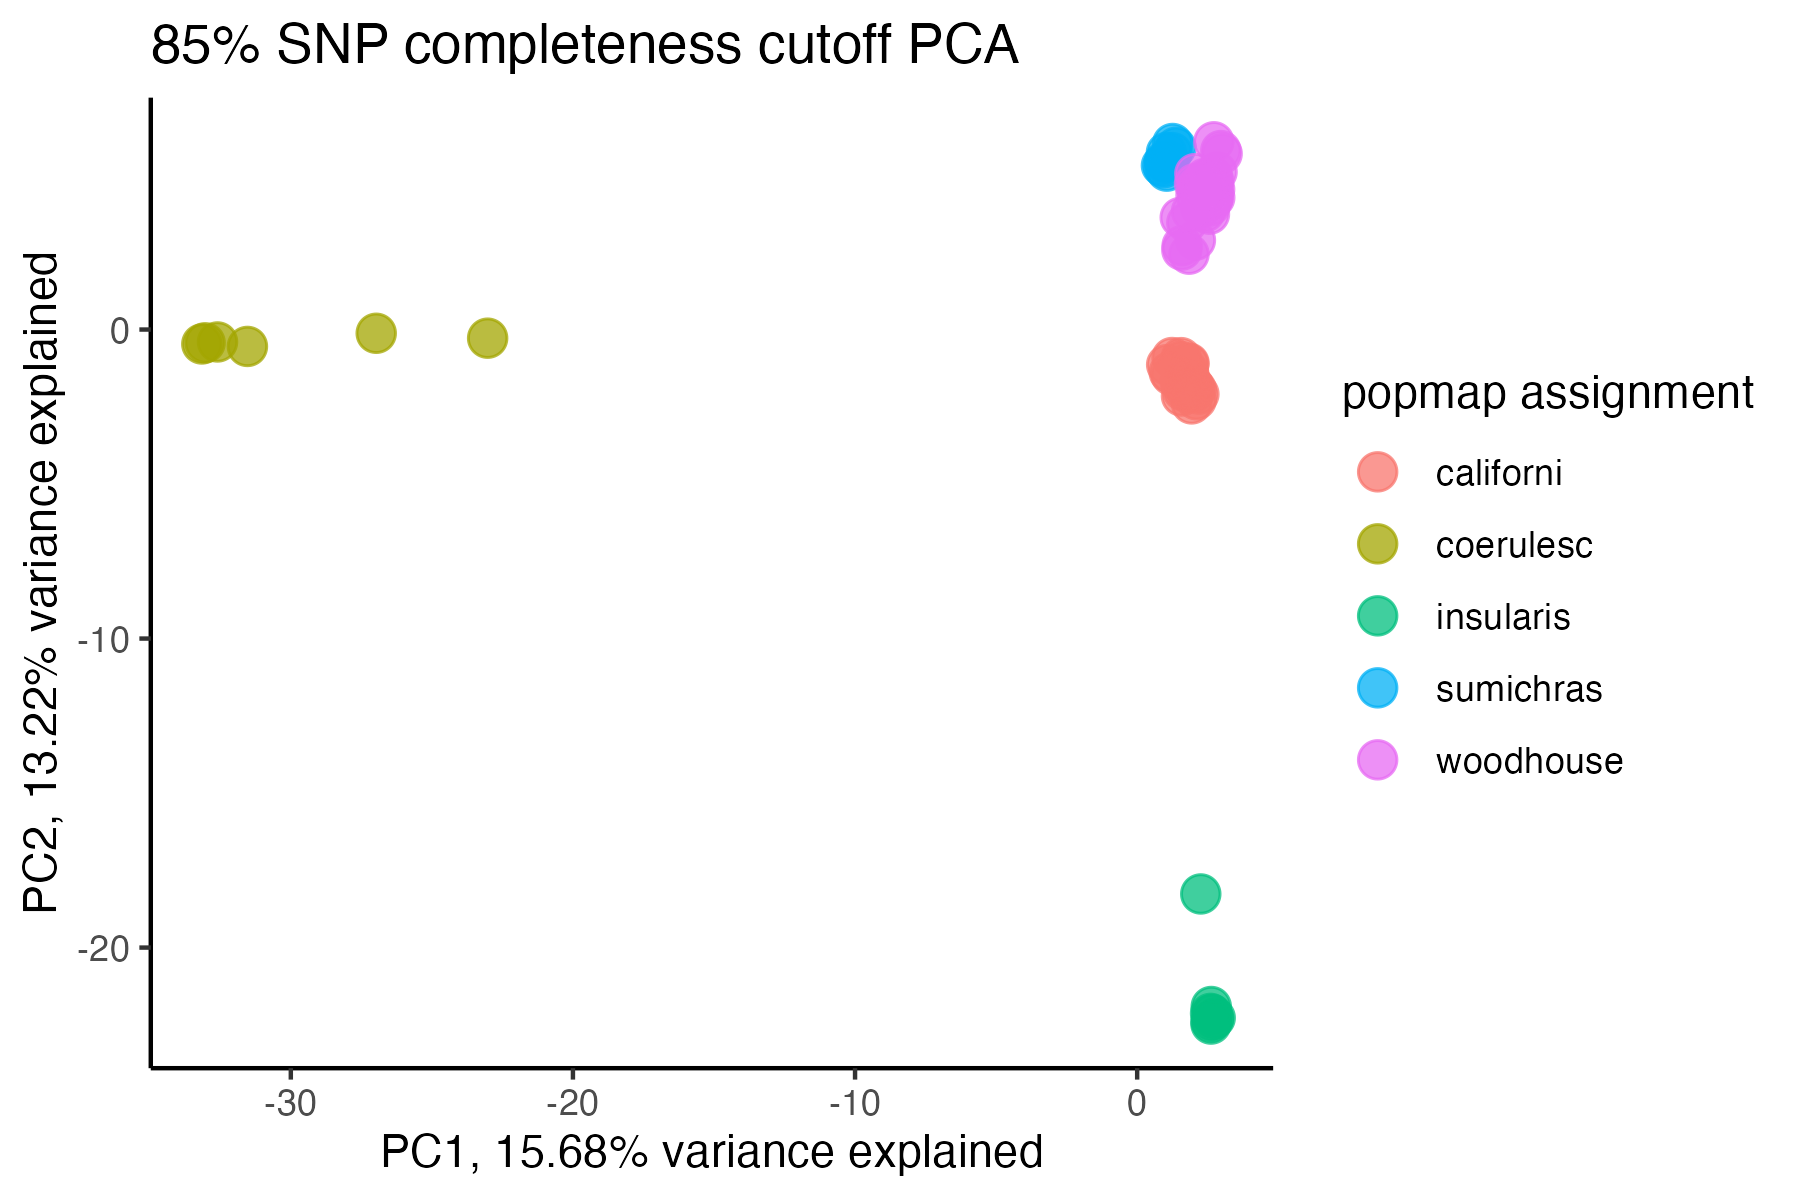 85% SNP completeness cutoff PCA
PC2, 13.22% variance explained
0
-10
-20
-30
-20
-10
0
PC1, 15.68% variance explained
popmap assignment
californi
coerulesc
insularis
sumichras
woodhouse